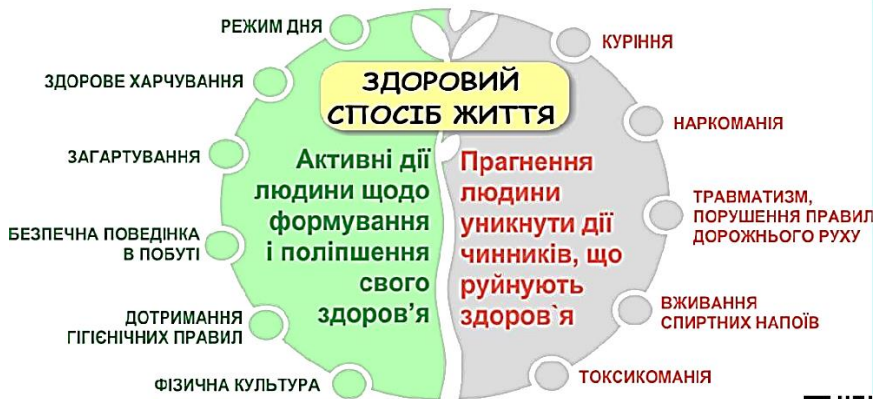 РЕЖИМ ДНЯ
ЗДОРОВЕ ХАРЧУВАННЯ
ЗАГАРТУВАННЯ
БЕЗПЕЧНА ПОВЕДІНКА
В ПОБУТІ
ДОТРИМАННЯ
ГІГІЄНІЧНИХ ПРАВИЛ
ФІЗИЧНА КУЛЬТУРА
ЗДОРОВИЙ
СПОСІБ ЖИТТЯ
Активні дії
людини щодо
формування
і поліпшення
свого
здоров’я
Прагнення
людини
уникнути дії
чинників, що
руйнують
здоров`я
КУРІННЯ
НАРКОМАНІЯ
ТРАВМАТИЗМ,
ПОРУШЕННЯ ПРАВИЛ
ДОРОЖНЬОГО РУХУ
ВЖИВАННЯ
СПИРТНИХ НАПОЇВ
ТОКСИКОМАНІЯ